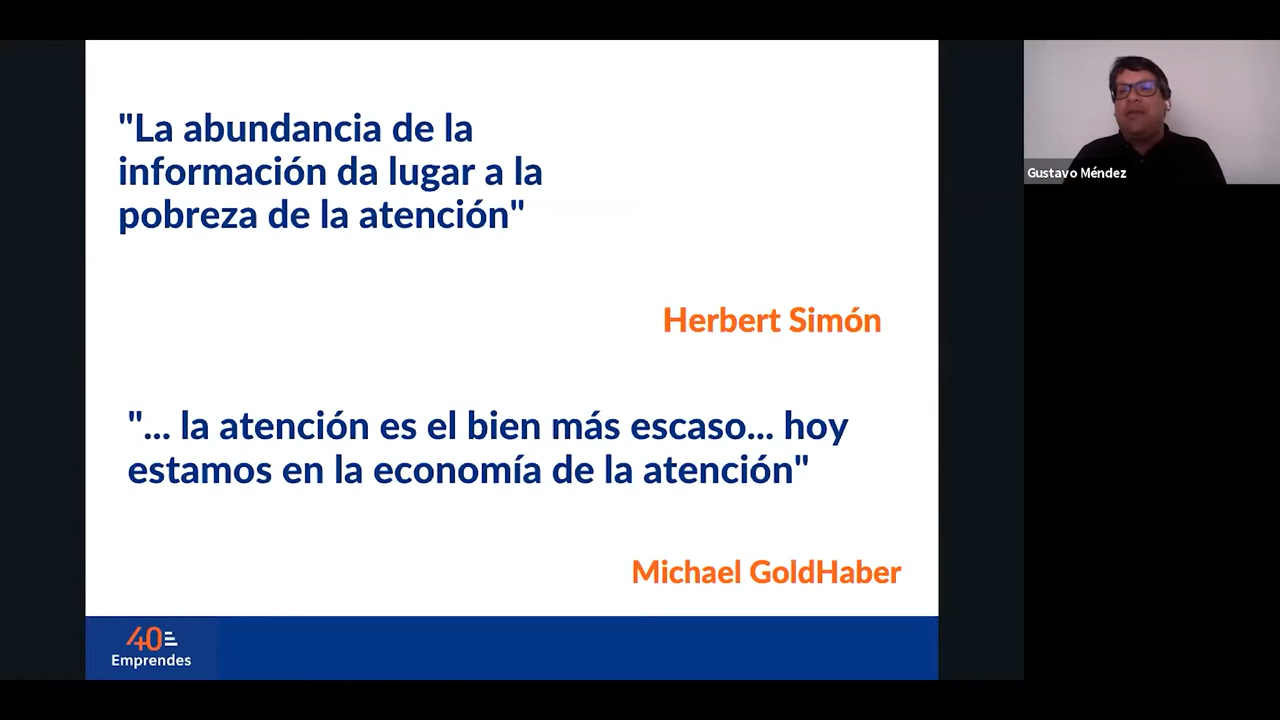 "La abundancia de la
información da lugar a la
pobreza de la atención"
Herbert Simón
"... la atención es el bien más escaso... hoy
estamos en la economía de la atención"
Michael GoldHaber
40
Emprendes
Gustavo Méndez